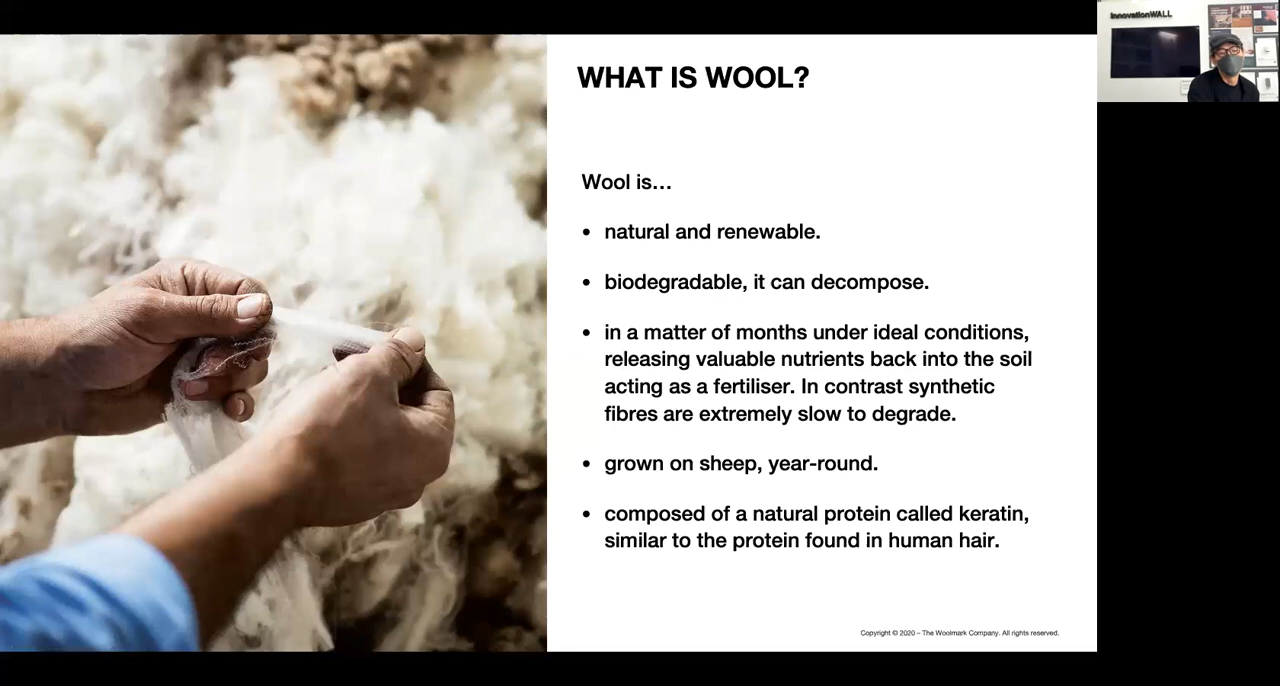 InnovationWALL
WHAT IS WOOL?
Wool is…
• natural and renewable.
• biodegradable, it can decompose.
• in a matter of months under ideal conditions,
releasing valuable nutrients back into the soil
acting as a fertiliser. In contrast synthetic
fibres are extremely slow to degrade.
• grown on sheep, year-round.
• composed of a natural protein called keratin,
similar to the protein found in human hair.
Copyright © 2020 – The Woolmark Company. All rights reserved.